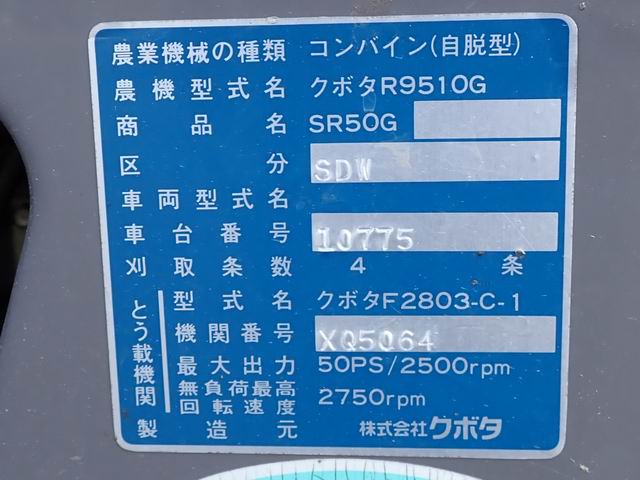 農業機械の種類 コンバイン(自脱型)
農機型式名 クボタR9510G
商品名 SR50G
区分 SDW
車両型式名
車台番号 10775
刈取条数 4条
とう載機関
型式名 クボタF2803-C-1
機関番号 XQ5064
最大出力 50PS/2500rpm
無負荷最高回転速度 2750rpm
製造元 株式会社クボタ